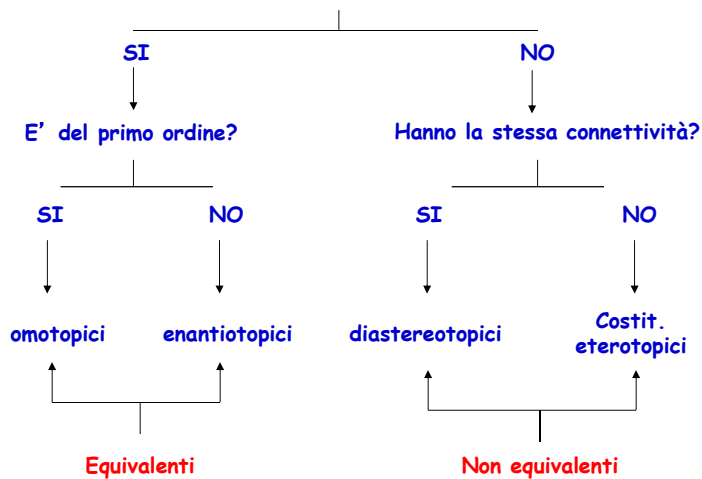 SI
NO
E' del primo ordine?
Hanno la stessa connettività?
SI
NO
SI
NO
omotopici
enantiotopici
diastereotopici
Costit.
eterotopici
Equivalenti
Non equivalenti